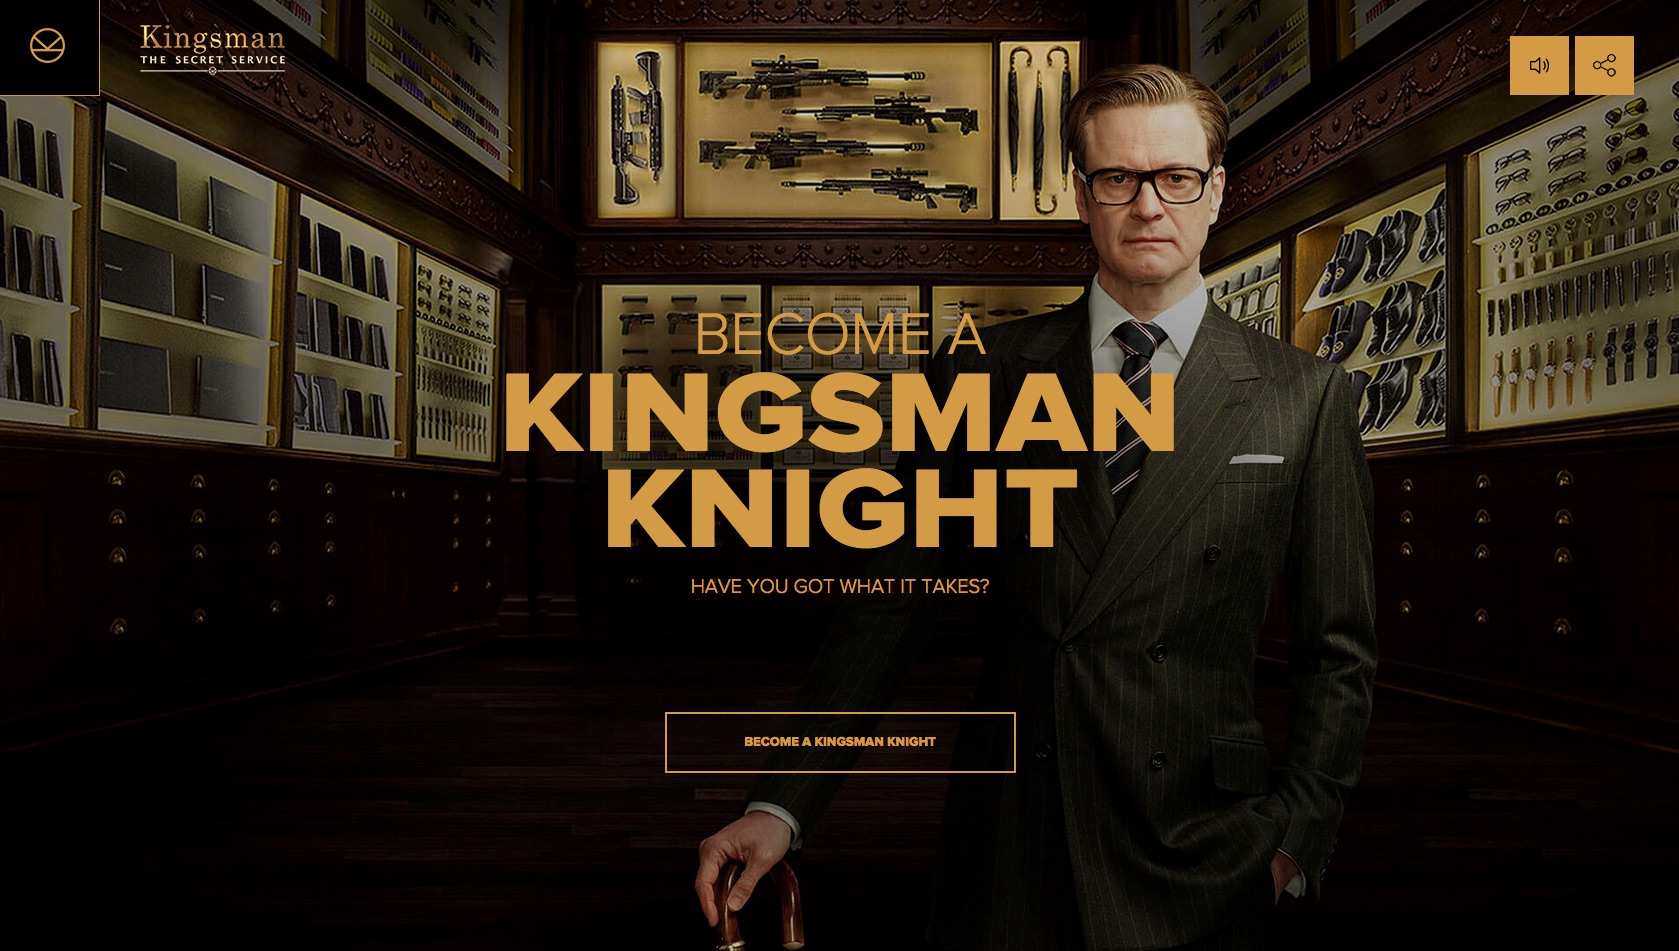 Kingsman
THE SECRET SERVICE
BECOME A
KINGSMAN
KNIGHT
HAVE YOU GOT WHAT IT TAKES?
BECOME A KINGSMAN KNIGHT